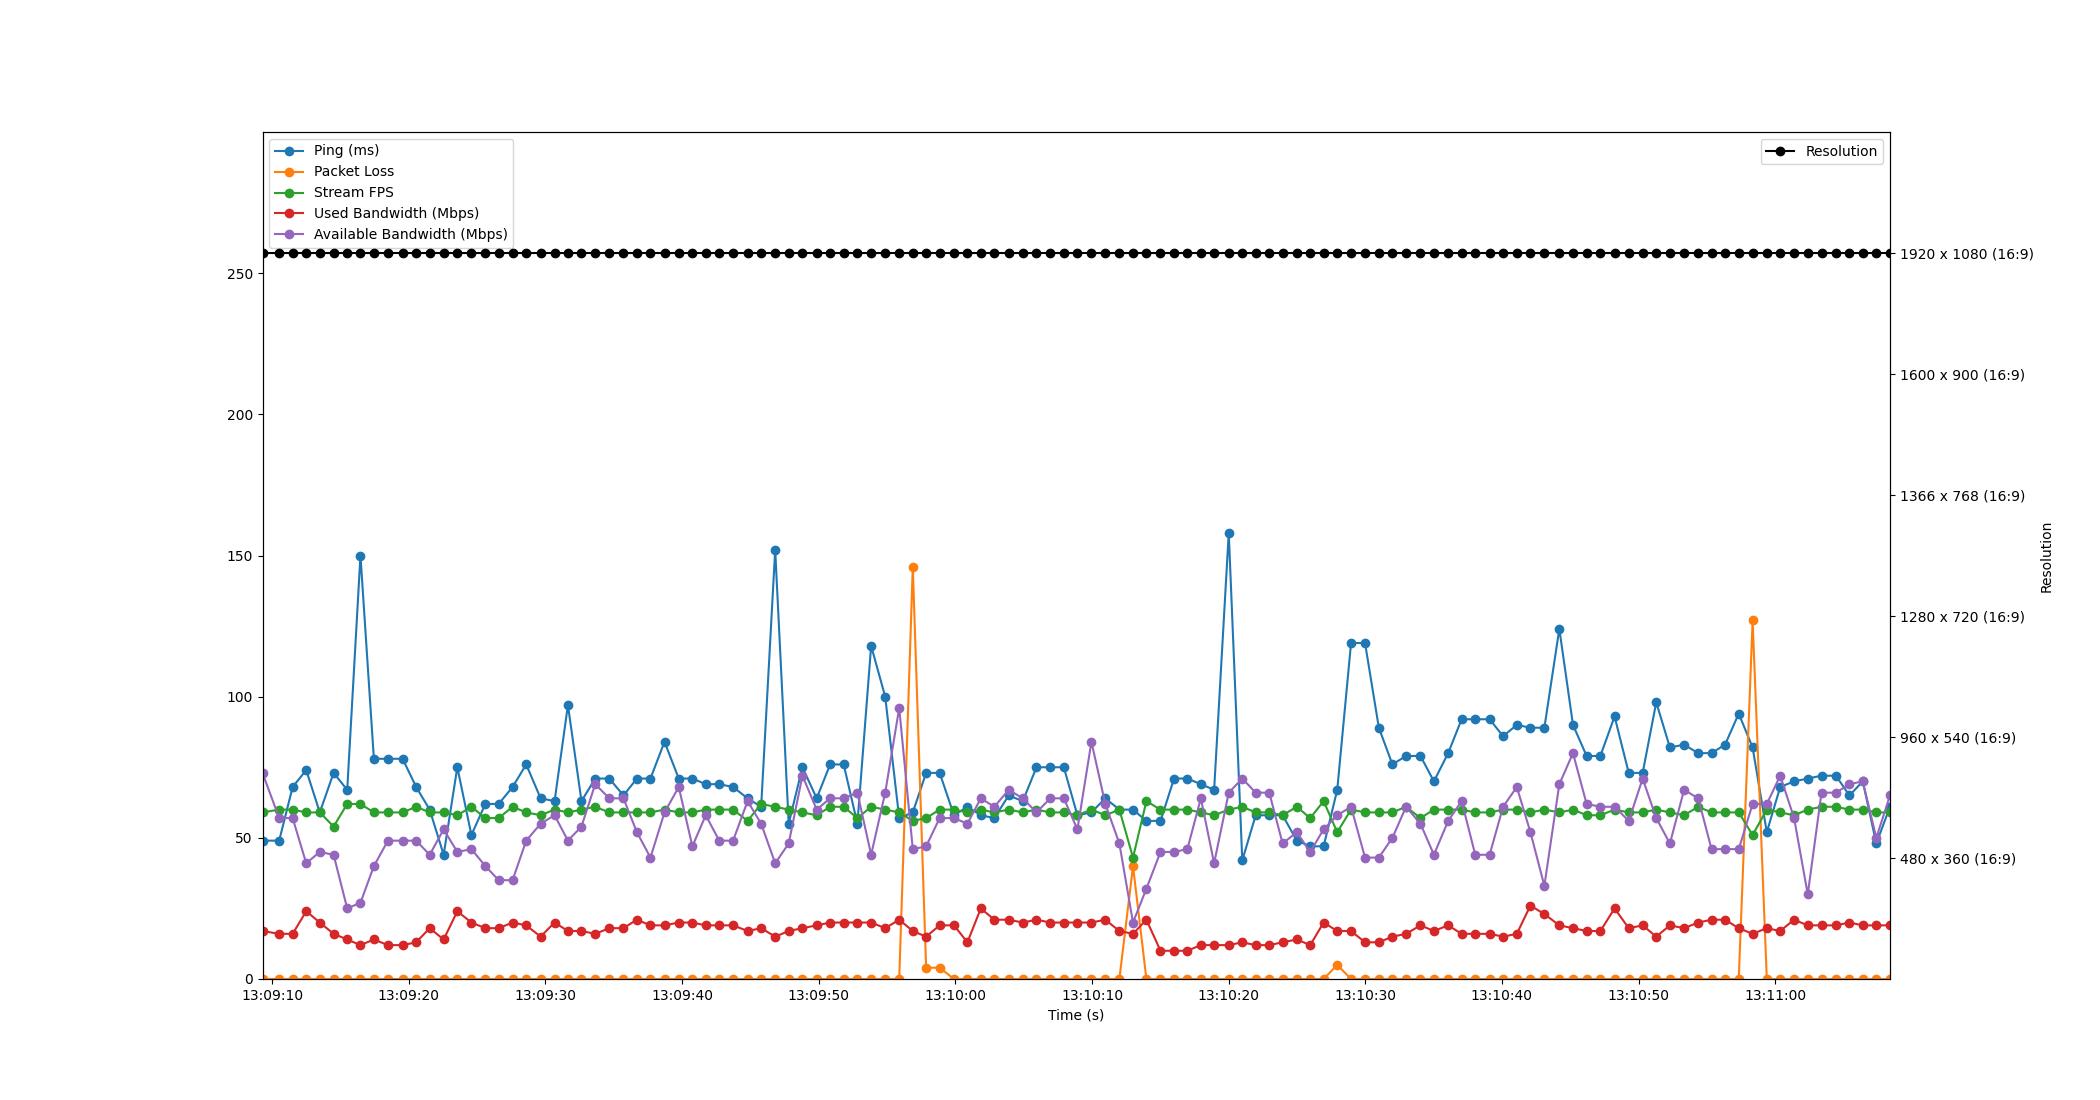 Ping (ms)
Packet Loss
Stream FPS
Used Bandwidth (Mbps)
Available Bandwidth (Mbps)
Resolution
250
200
150
100
50
0
1920 x 1080 (16:9)
1600 x 900 (16:9)
1366 x 768 (16:9)
1280 x 720 (16:9)
960 x 540 (16:9)
480 x 360 (16:9)
Resolution
13:09:10 13:09:20 13:09:30 13:09:40 13:09:50 13:10:00 13:10:10 13:10:20 13:10:30 13:10:40 13:10:50 13:11:00
Time (s)